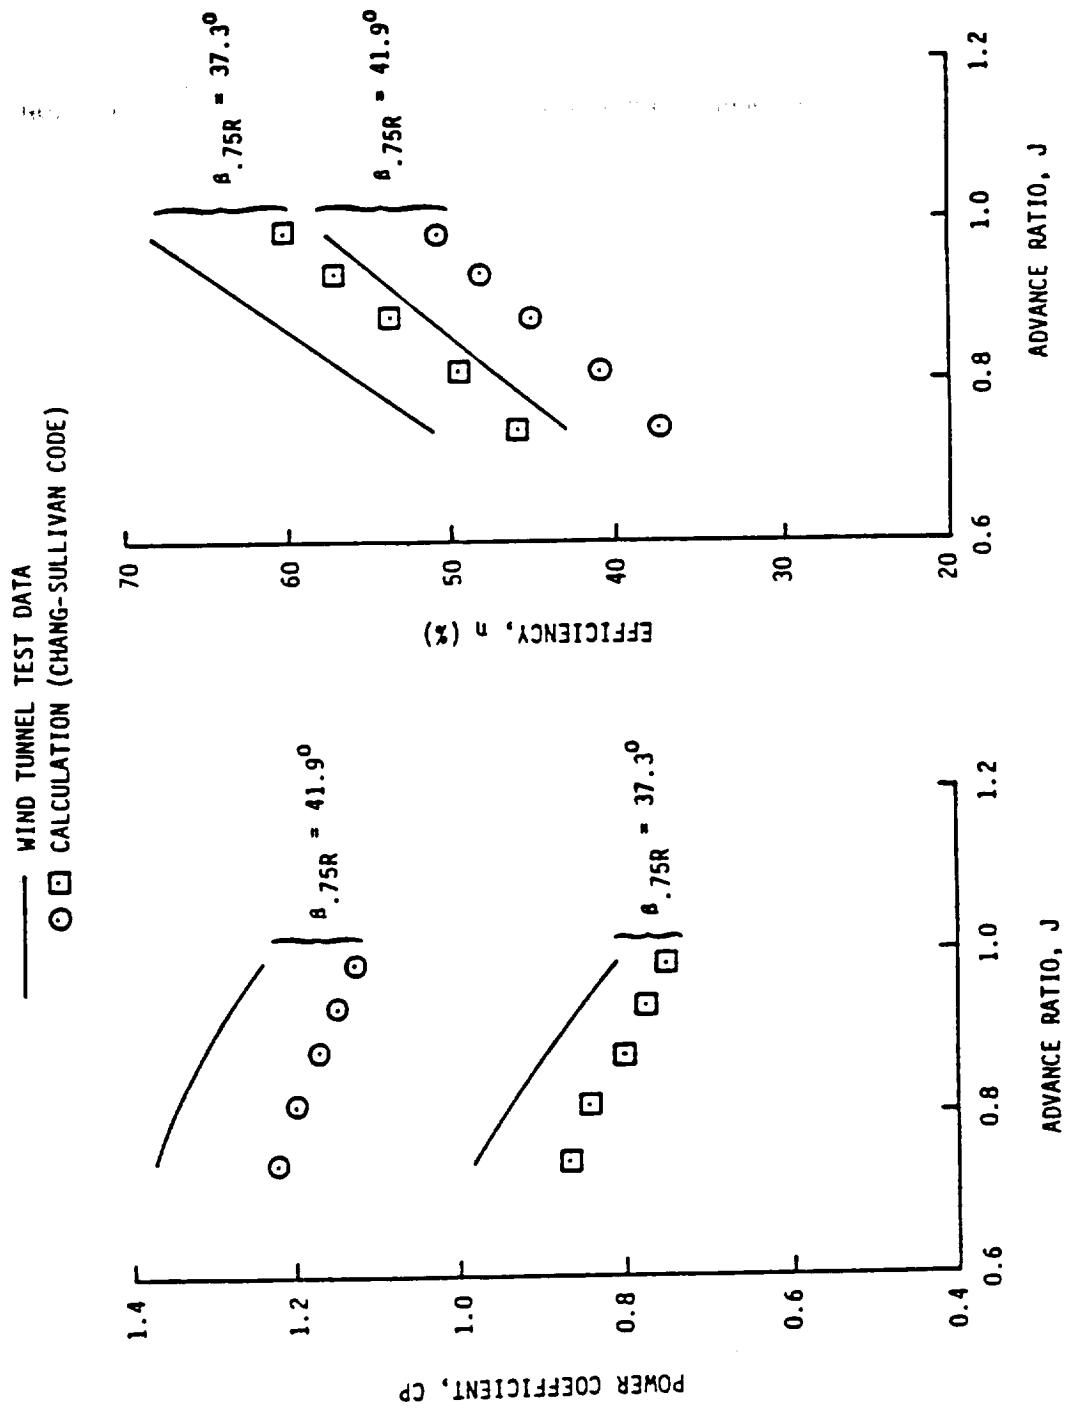 WIND TUNNEL TEST DATA
CALCULATION (CHANG-SULLIVAN CODE)
POWER COEFFICIENT, CP
1.4
1.2
1.0
0.8
0.6
0.4
β.75R = 41.9°
β.75R = 37.3°
0.6
0.8
1.0
1.2
ADVANCE RATIO, J
EFFICIENCY, n (%)
70
60
50
40
30
20
β.75R = 37.3°
β.75R = 41.9°
0.6
0.8
1.0
1.2
ADVANCE RATIO, J